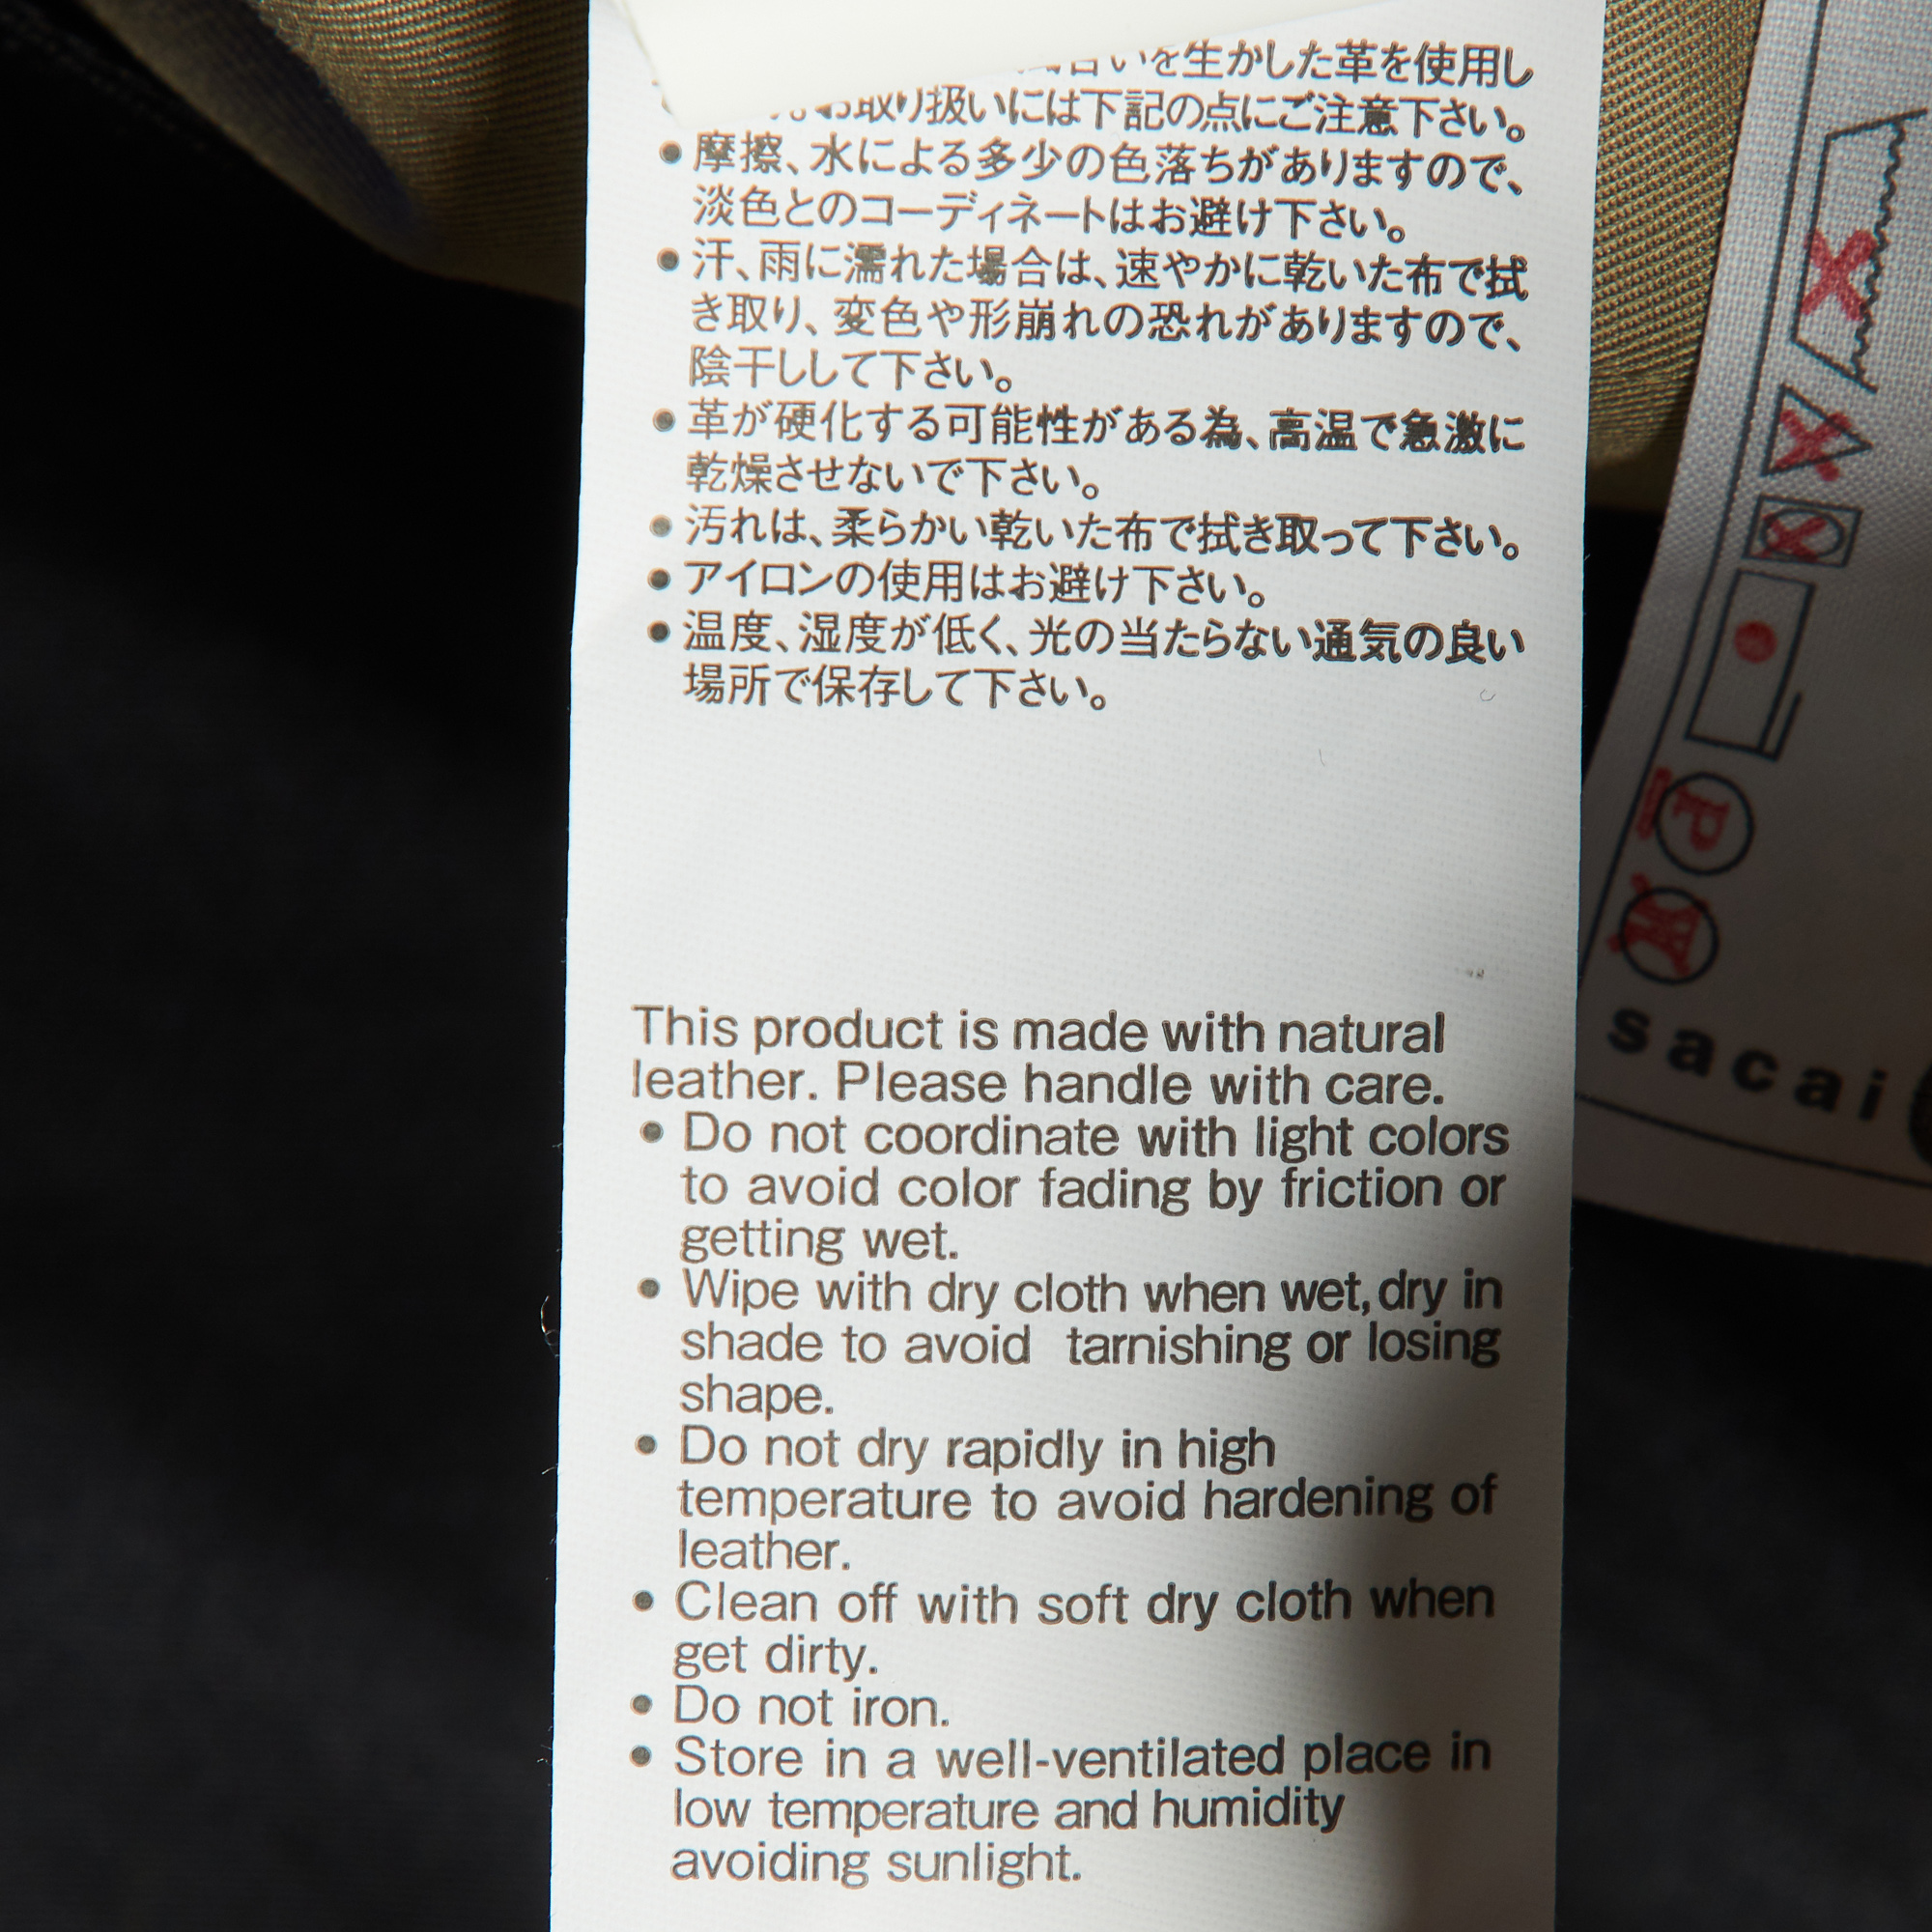 いを生かした革を使用し
お取り扱いには下記の点にご注意下さい。
● 摩擦、水による多少の色落ちがありますので、
淡色とのコーディネートはお避け下さい。
● 汗、雨に濡れた場合は、速やかに乾いた布で拭
き取り、変色や形崩れの恐れがありますので、
陰干しして下さい。
● 革が硬化する可能性がある為、高温で急激に
乾燥させないで下さい。
● 汚れは、柔らかい乾いた布で拭き取って下さい。
● アイロンの使用はお避け下さい。
● 温度、湿度が低く、光の当たらない通気の良い
場所で保存して下さい。
This product is made with natural
leather. Please handle with care.
● Do not coordinate with light colors
to avoid color fading by friction or
getting wet.
● Wipe with dry cloth when wet, dry in
shade to avoid tarnishing or losing
shape.
● Do not dry rapidly in high
temperature to avoid hardening of
leather.
● Clean off with soft dry cloth when
get dirty.
● Do not iron.
● Store in a well-ventilated place in
low temperature and humidity
avoiding sunlight.
P
W
sacai